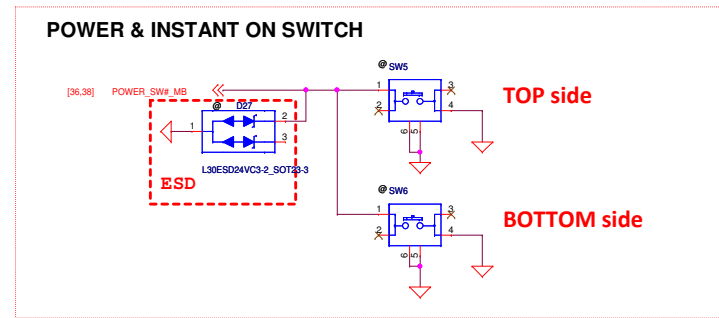 POWER & INSTANT ON SWITCH
@ SW5
[36,38] POWER_SW#_MB
1 3
2 4
6 5
TOP side
@ D27
1 2
3
L30ESD24VC3-2_SOT23-3
ESD
@ SW6
1 3
2 4
6 5
BOTTOM side